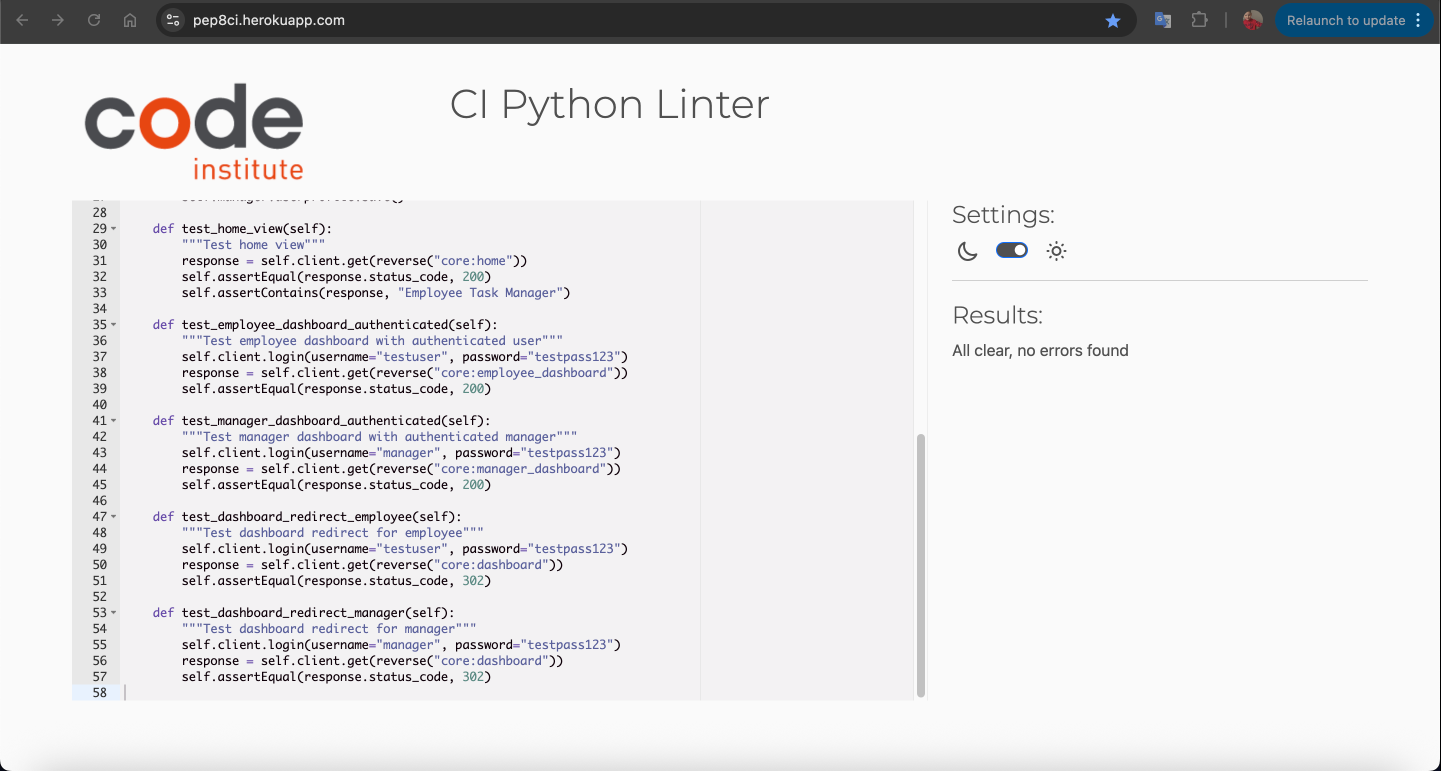 pep8ci.herokuapp.com
Relaunch to update
code
institute
CI Python Linter
28
29 def test_home_view(self):
30 """Test home view"""
31 response = self.client.get(reverse("core:home"))
32 self.assertEqual(response.status_code, 200)
33 self.assertContains(response, "Employee Task Manager")
34
35 def test_employee_dashboard_authenticated(self):
36 """Test employee dashboard with authenticated user"""
37 self.client.login(username="testuser", password="testpass123")
38 response = self.client.get(reverse("core:employee_dashboard"))
39 self.assertEqual(response.status_code, 200)
40
41 def test_manager_dashboard_authenticated(self):
42 """Test manager dashboard with authenticated manager"""
43 self.client.login(username="manager", password="testpass123")
44 response = self.client.get(reverse("core:manager_dashboard"))
45 self.assertEqual(response.status_code, 200)
46
47 def test_dashboard_redirect_employee(self):
48 """Test dashboard redirect for employee"""
49 self.client.login(username="testuser", password="testpass123")
50 response = self.client.get(reverse("core:dashboard"))
51 self.assertEqual(response.status_code, 302)
52
53 def test_dashboard_redirect_manager(self):
54 """Test dashboard redirect for manager"""
55 self.client.login(username="manager", password="testpass123")
56 response = self.client.get(reverse("core:dashboard"))
57 self.assertEqual(response.status_code, 302)
58
Settings:
Results:
All clear, no errors found